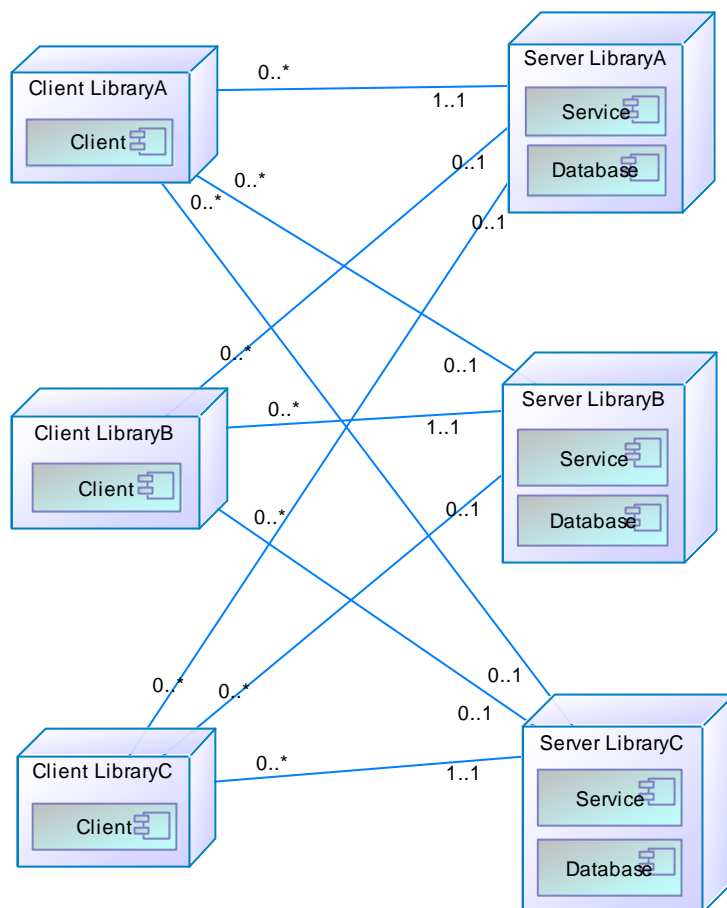 Server LibraryA
0..*
Client LibraryA
1..1
Service
Client
0..1
Database
0..*
0..*
0..1
0..*
0..1
Server LibraryB
0..*
Client LibraryB
1..1
Service
Client
0..1
Database
0..*
0..1
0..*
0..*
0..1
Server LibraryC
0..*
Client LibraryC
1..1
Service
Client
Database